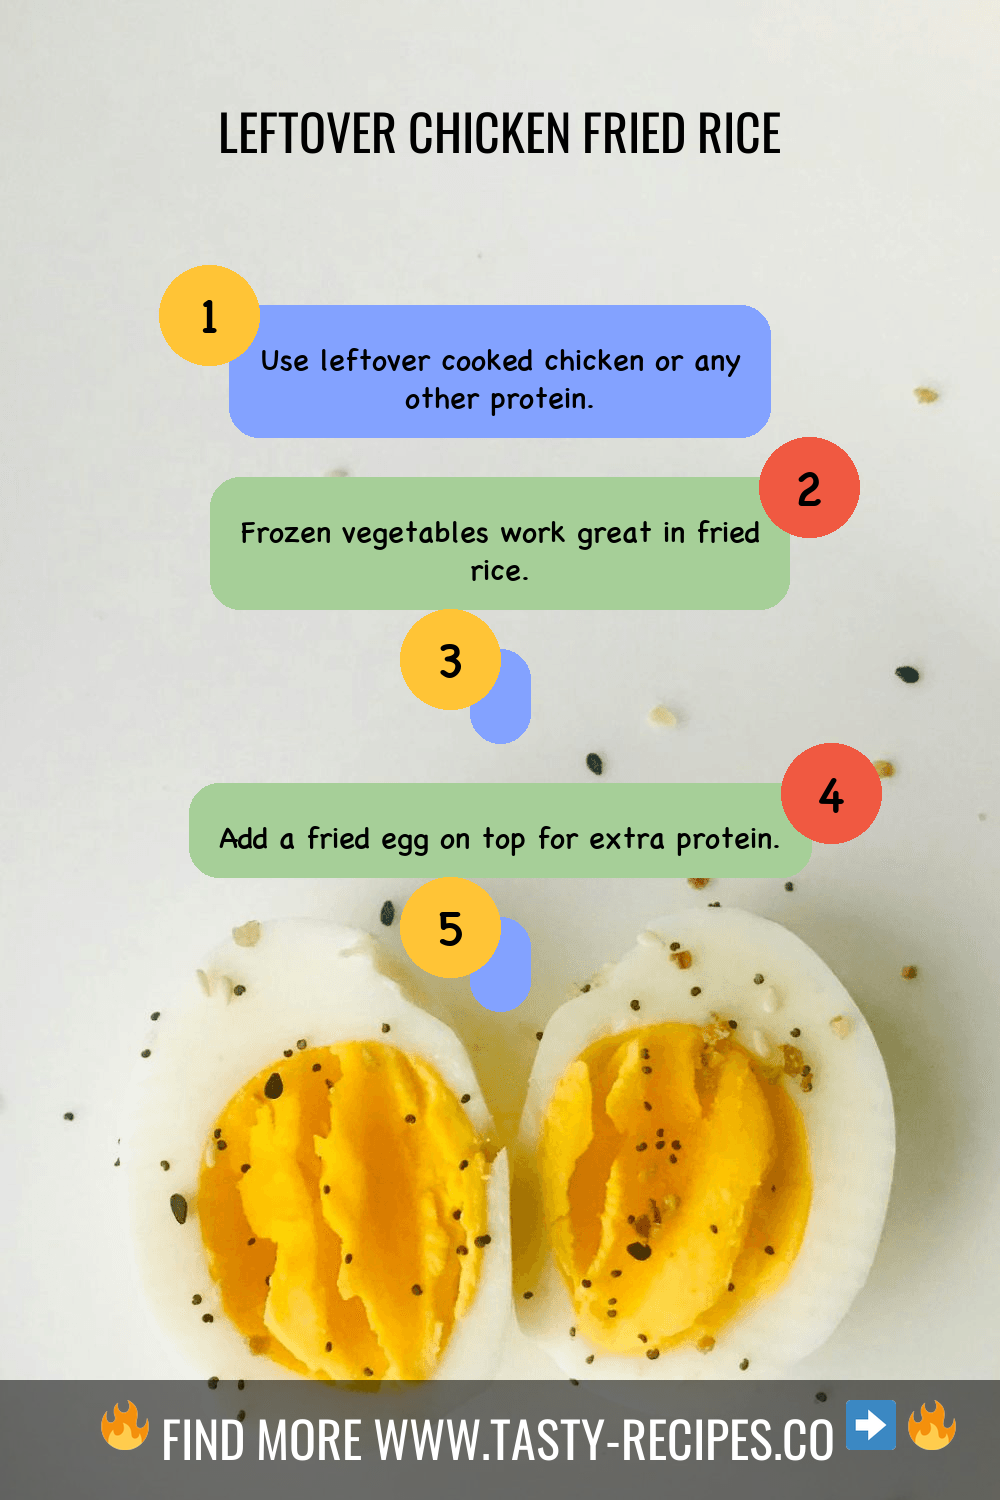 LEFTOVER CHICKEN FRIED RICE
1
Use leftover cooked chicken or any
other protein.
2
Frozen vegetables work great in fried
rice.
3
4
Add a fried egg on top for extra protein.
5
FIND MORE WWW.TASTY-RECIPES.CO